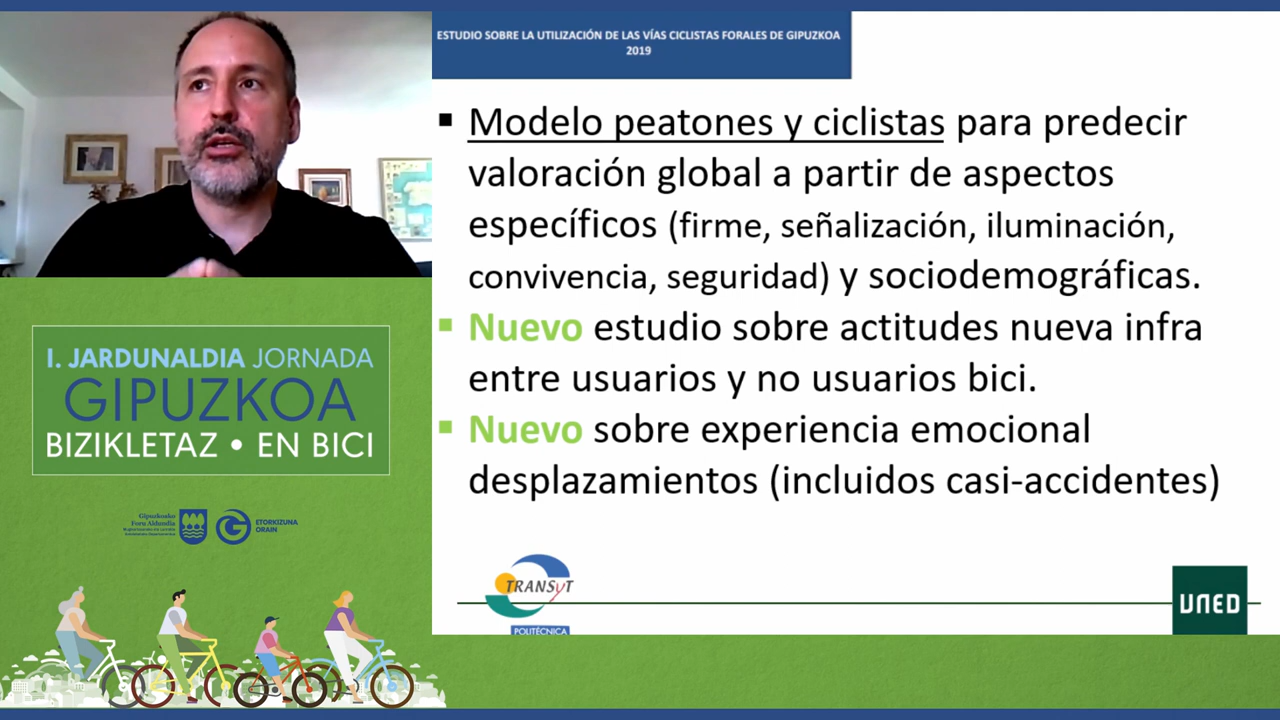 ESTUDIO SOBRE LA UTILIZACIÓN DE LAS VÍAS CICLISTAS FORALES DE GIPUZKOA
2019
▪ Modelo peatones y ciclistas para predecir
valoración global a partir de aspectos
específicos (firme, señalización, iluminación,
convivencia, seguridad) y sociodemográficas.
▪ Nuevo estudio sobre actitudes nueva infra
entre usuarios y no usuarios bici.
▪ Nuevo sobre experiencia emocional
desplazamientos (incluidos casi-accidentes)
I. JARDUNALDIA JORNADA
GIPUZKOA
BIZIKLETAZ • EN BICI
Gipuzkoako
Foru Aldundia
ETORKIZUNA
ORAIN
TRANSyT
POLITÉCNICA
UNED